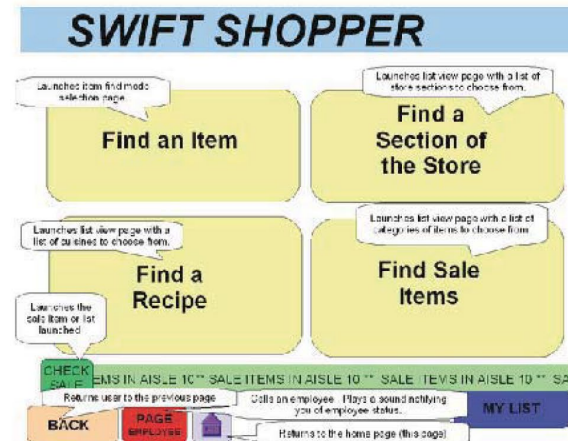 SWIFT SHOPPER
Launches item find mode
selection page
Launches list view page with a list of
store sections to choose from.
Find an Item
Find a
Section of
the Store
Launches list view page with a
list of cuisines to choose from.
Launches list view page with a list of
categories of items to choose from
Find a
Recipe
Find Sale
Items
Launches the
sale item or list
launched
CHECK
SALE
EMS IN AISLE 10** SALE ITEMS IN AISLE 10 ** SALE ITEMS IN AISLE 10 ** SA
Returns user to the previous page
Calls an employee. Plays a sound notifying
you of employee status...
BACK
PAGE
EMPLOYEE
MY LIST
Returns to the home page (this page)